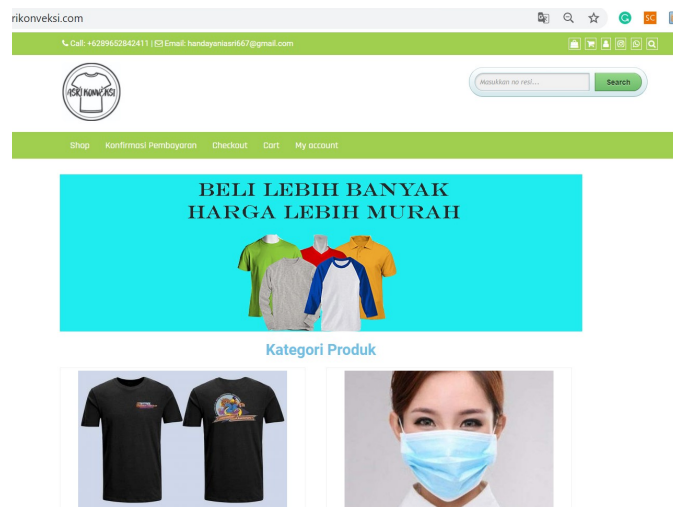 rikonveksi.com
Call: +6289652842411 | Email: handayaniasri667@gmail.com
ASRI KONVEKSI
Masukkan no resi...
Search
Shop Konfirmasi Pembayaran Checkout Cart My account
BELI LEBIH BANYAK
HARGA LEBIH MURAH
Kategori Produk